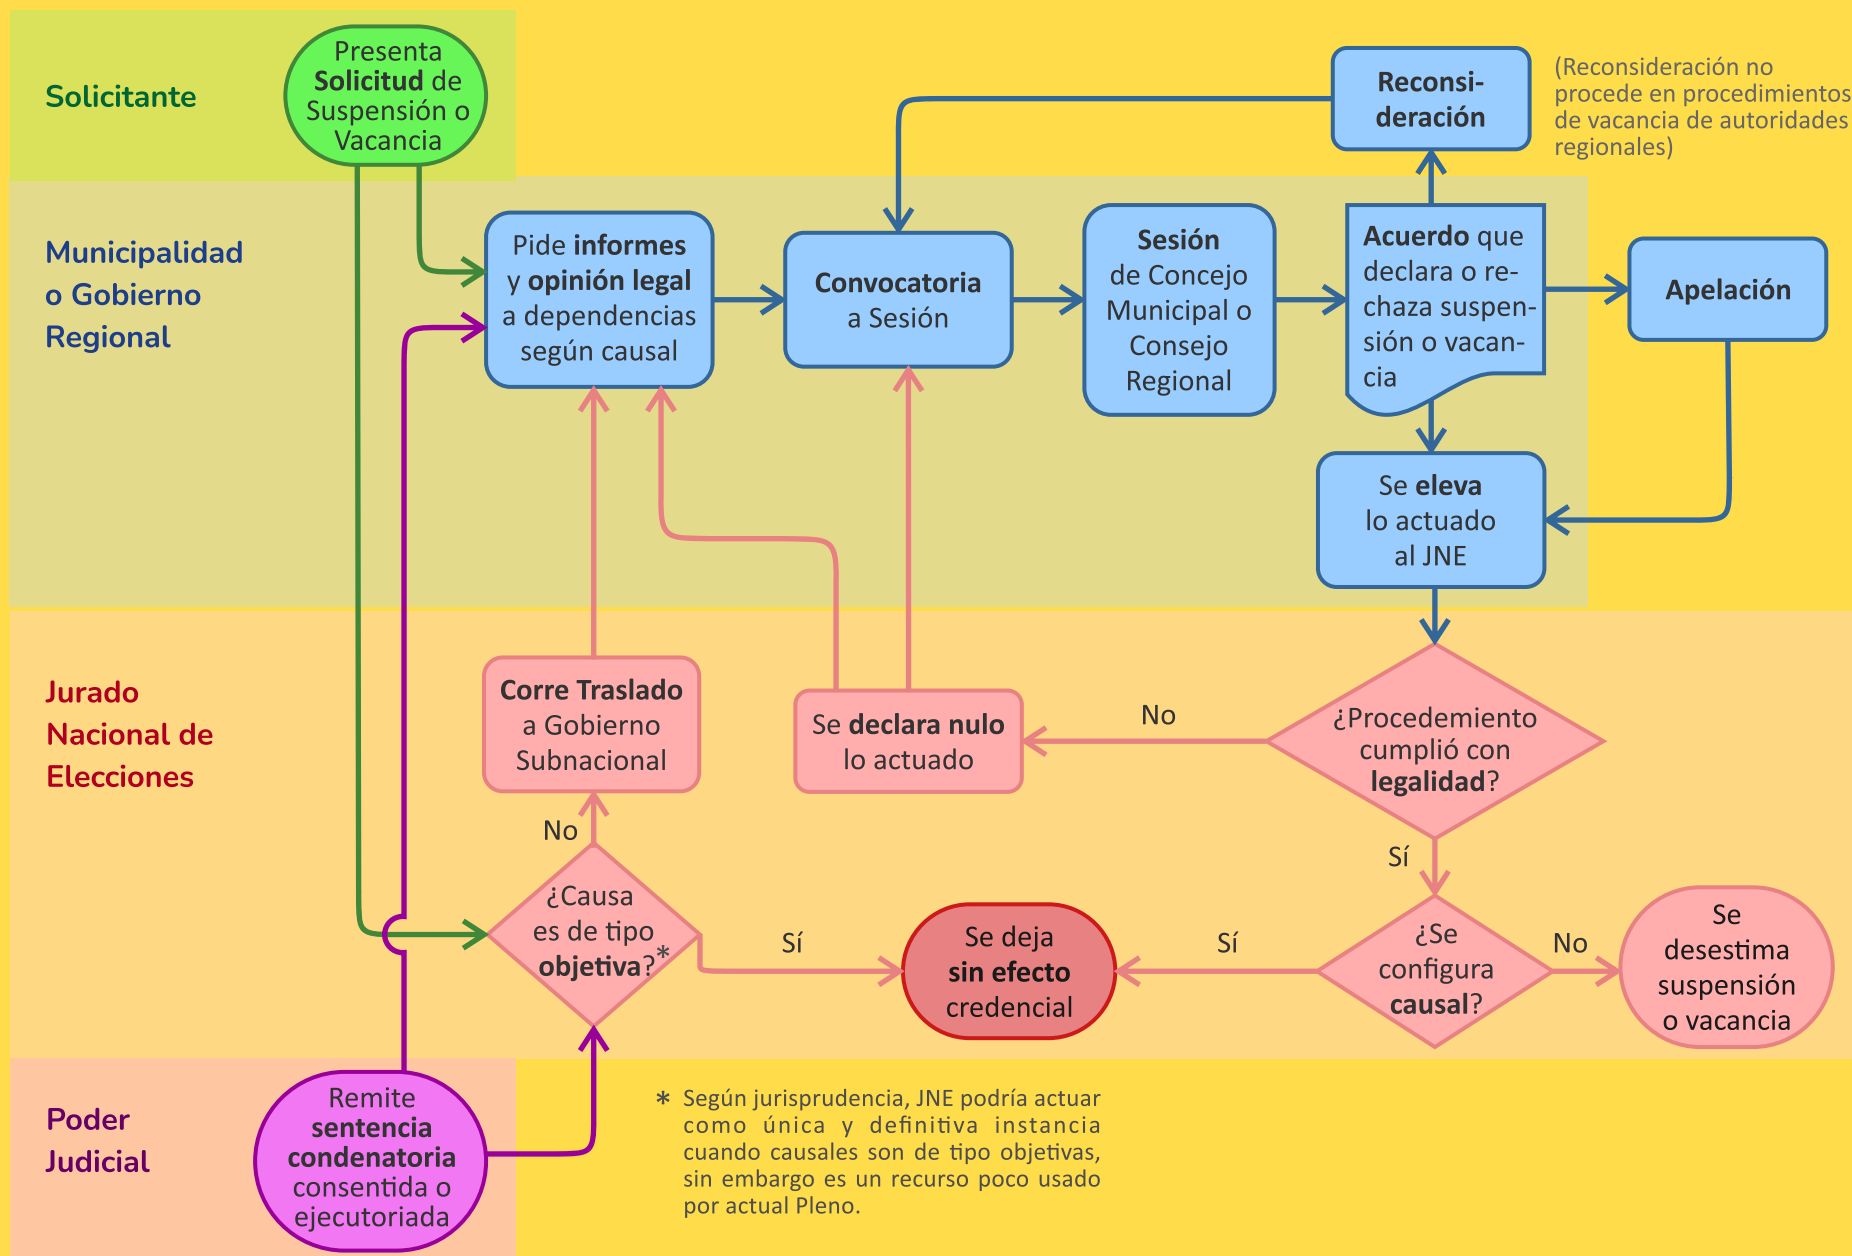 Solicitante
Presenta
Solicitud de
Suspensión o
Vacancia
Reconsi-
deración
(Reconsideración no
procede en procedimientos
de vacancia de autoridades
regionales)
Municipalidad
o Gobierno
Regional
Pide informes
y opinión legal
a dependencias
según causal
Convocatoria
a Sesión
Sesión
de Concejo
Municipal o
Consejo
Regional
Acuerdo que
declara o re-
chaza suspen-
sión o vacan-
cia
Apelación
Se eleva
lo actuado
al JNE
Jurado
Nacional de
Elecciones
Corre Traslado
a Gobierno
Subnacional
Se declara nulo
lo actuado
No
¿Procedemiento
cumplió con
legalidad?
No
Sí
¿Causa
es de tipo
objetiva?*
Sí
Se deja
sin efecto
credencial
Sí
¿Se
configura
causal?
No
Se
desestima
suspensión
o vacancia
Poder
Judicial
Remite
sentencia
condenatoria
consentida o
ejecutoriada
* Según jurisprudencia, JNE podría actuar
como única y definitiva instancia
cuando causales son de tipo objetivas,
sin embargo es un recurso poco usado
por actual Pleno.